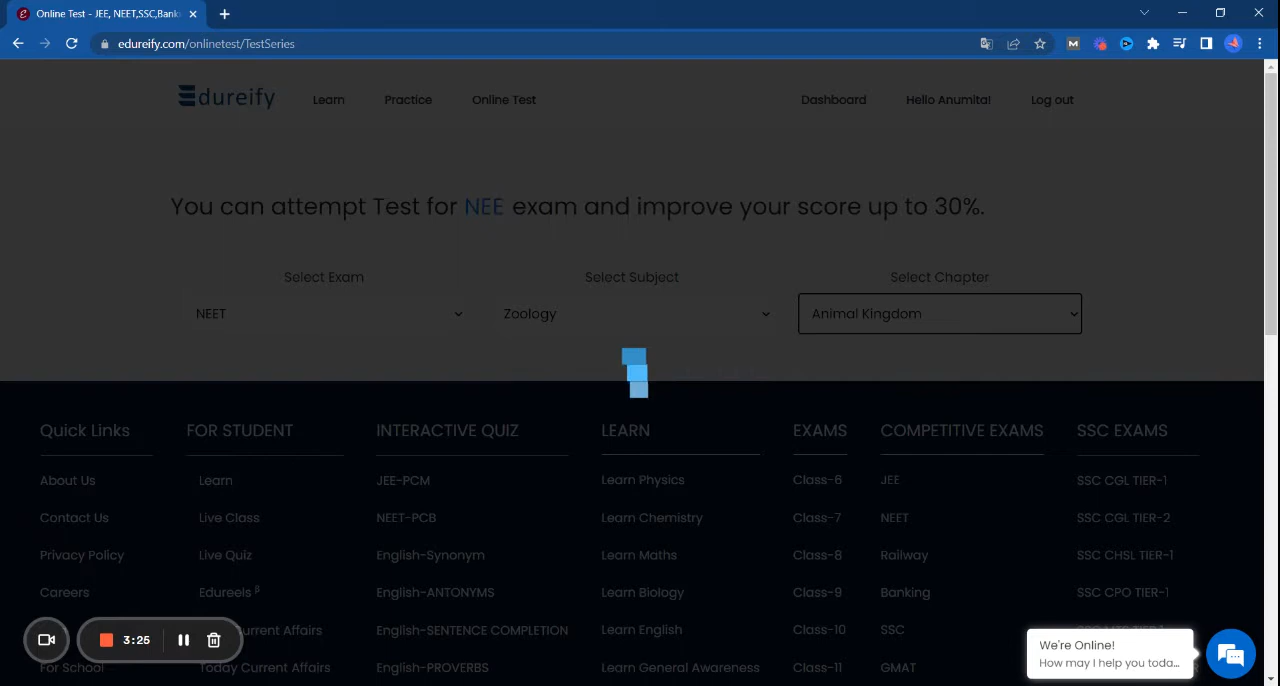 Online Test - JEE, NEET,SSC,Bank
edureify.com/onlinetest/TestSeries
Edureify Learn Practice Online Test Dashboard Hello Anumita! Log out
You can attempt Test for NEE exam and improve your score up to 30%.
Select Exam Select Subject Select Chapter
NEET Zoology Animal Kingdom
Quick Links FOR STUDENT INTERACTIVE QUIZ LEARN EXAMS COMPETITIVE EXAMS SSC EXAMS
About Us Learn JEE-PCM Learn Physics Class-6 JEE SSC CGL TIER-1
Contact Us Live Class NEET-PCB Learn Chemistry Class-7 NEET SSC CGL TIER-2
Privacy Policy Live Quiz English-Synonym Learn Maths Class-8 Railway SSC CHSL TIER-1
Careers Edureels β English-ANTONYMS Learn Biology Class-9 Banking SSC CPO TIER-1
3:25 urrent Affairs English-SENTENCE COMPLETION Learn English Class-10 SSC
We're Online!
How may I help you toda...
For School Today Current Affairs English-PROVERBS Learn General Awareness Class-11 GMAT